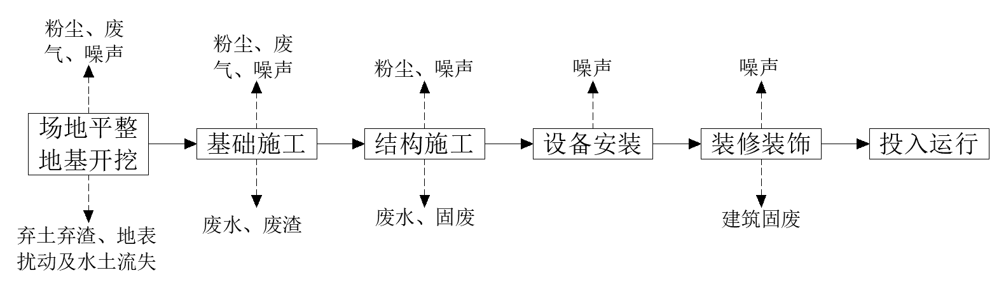 粉尘、废
气、噪声
粉尘、废
气、噪声
粉尘、噪声
噪声
噪声
场地平整
地基开挖
基础施工
结构施工
设备安装
装修装饰
投入运行
弃土弃渣、地表
扰动及水土流失
废水、废渣
废水、固废
建筑固废